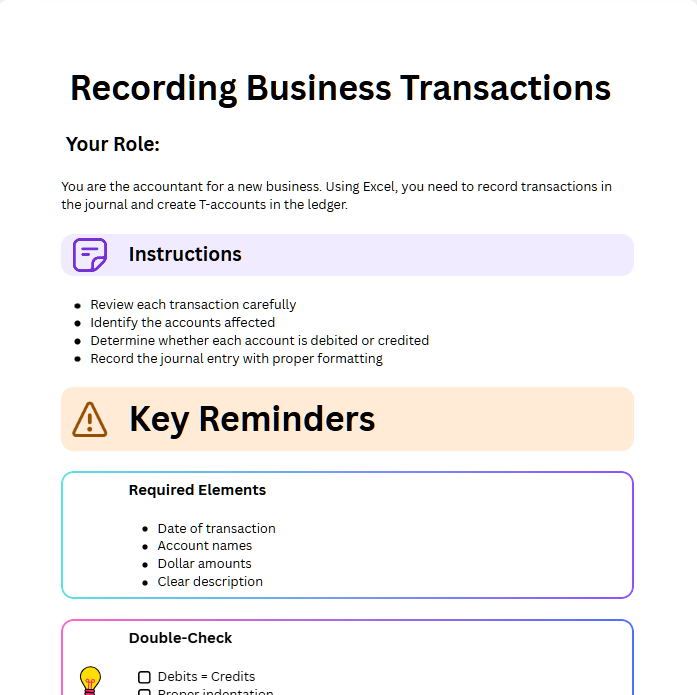 Recording Business Transactions
Your Role:
You are the accountant for a new business. Using Excel, you need to record transactions in
the journal and create T-accounts in the ledger.
Instructions
Review each transaction carefully
Identify the accounts affected
Determine whether each account is debited or credited
Record the journal entry with proper formatting
Key Reminders
Required Elements
Date of transaction
Account names
Dollar amounts
Clear description
Double-Check
Debits = Credits
Proper indentation